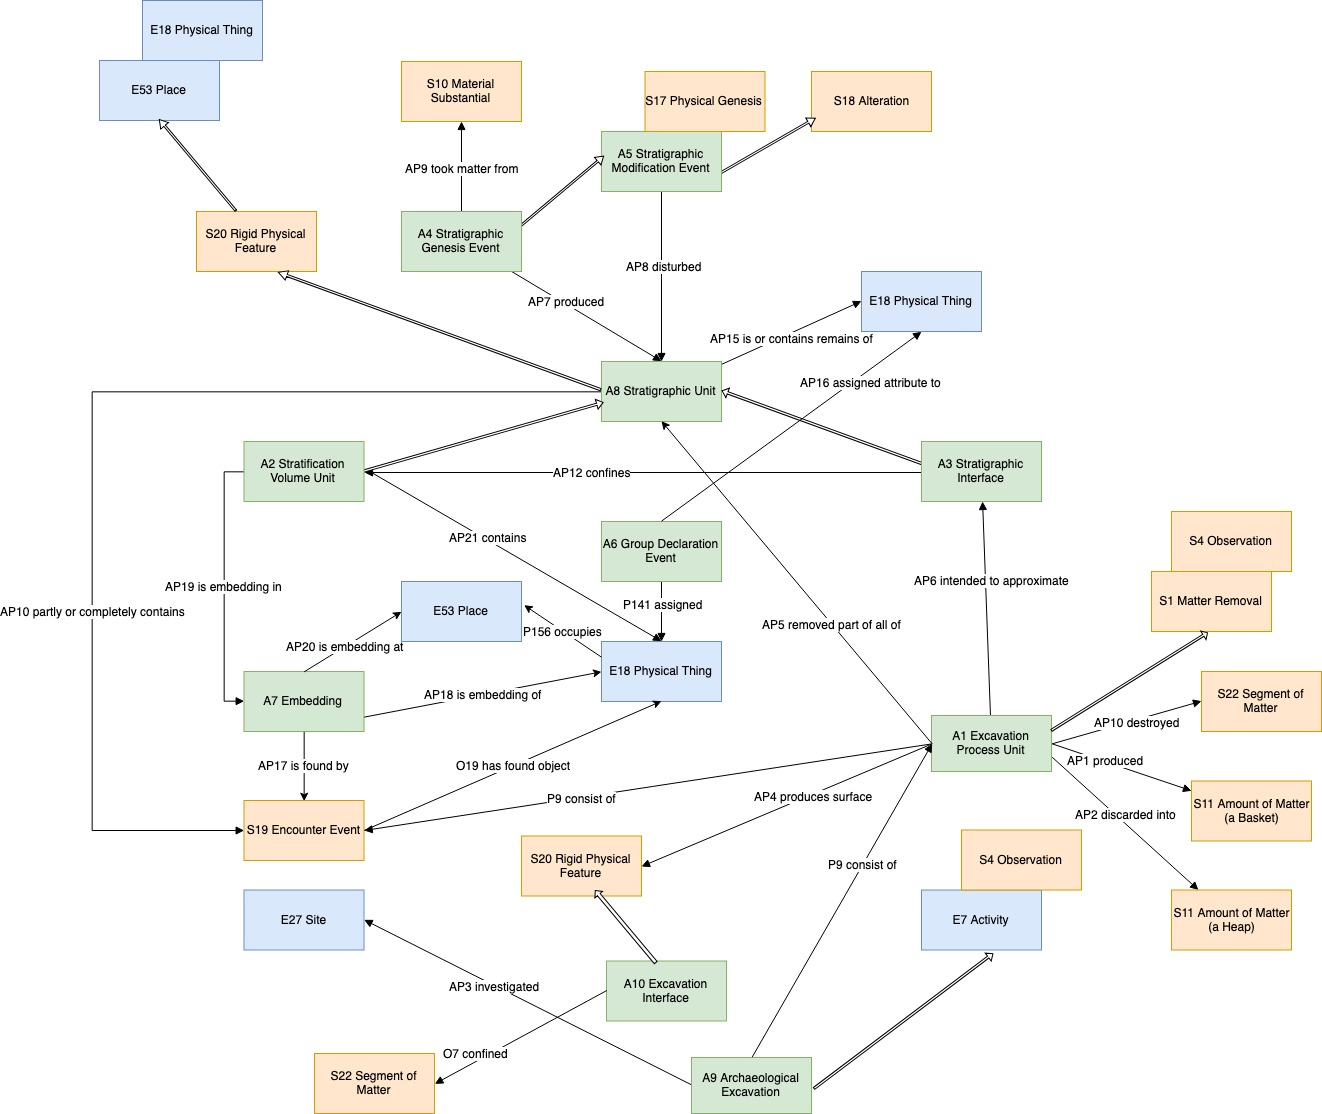 E18 Physical Thing
E53 Place
S10 Material
Substantial
S17 Physical Genesis
S18 Alteration
A5 Stratigraphic
Modification Event
AP9 took matter from
S20 Rigid Physical
Feature
A4 Stratigraphic
Genesis Event
AP8 disturbed
AP7 produced
E18 Physical Thing
AP15 is or contains remains of
AP16 assigned attribute to
A8 Stratigraphic Unit
A2 Stratification
Volume Unit
AP12 confines
A3 Stratigraphic
Interface
AP21 contains
A6 Group Declaration
Event
S4 Observation
AP19 is embedding in
AP6 intended to approximate
S1 Matter Removal
AP10 partly or completely contains
E53 Place
P141 assigned
AP5 removed part of all of
P156 occupies
AP20 is embedding at
E18 Physical Thing
A7 Embedding
AP18 is embedding of
S22 Segment of
Matter
AP10 destroyed
A1 Excavation
Process Unit
AP17 is found by
O19 has found object
AP1 produced
P9 consist of
AP4 produces surface
S11 Amount of Matter
(a Basket)
AP2 discarded into
S19 Encounter Event
S20 Rigid Physical
Feature
P9 consist of
S4 Observation
E27 Site
E7 Activity
S11 Amount of Matter
(a Heap)
AP3 investigated
A10 Excavation
Interface
O7 confined
S22 Segment of
Matter
A9 Archaeological
Excavation